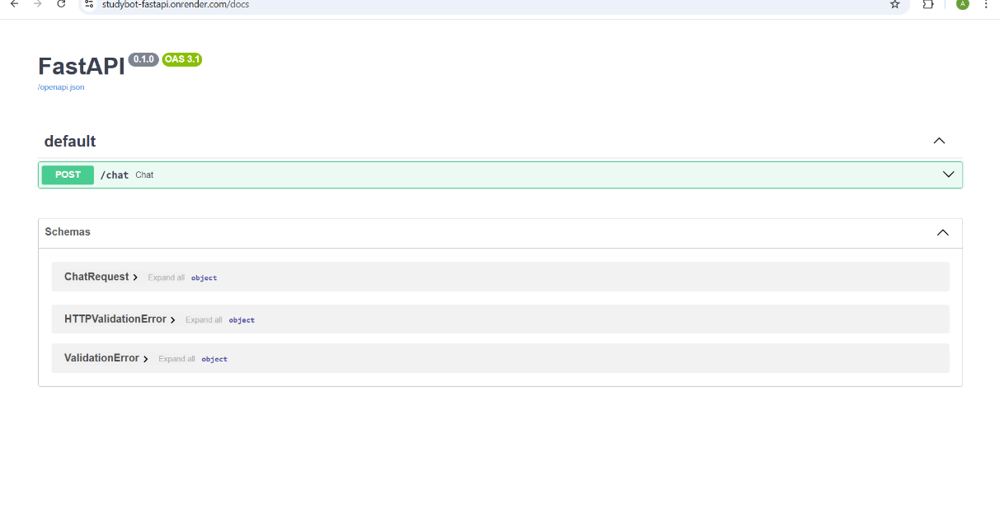 studybot-fastapi.onrender.com/docs
A
FastAPI 0.1.0 OAS 3.1
/openapi.json
default
POST /chat Chat
Schemas
ChatRequest Expand all object
HTTPValidationError Expand all object
ValidationError Expand all object